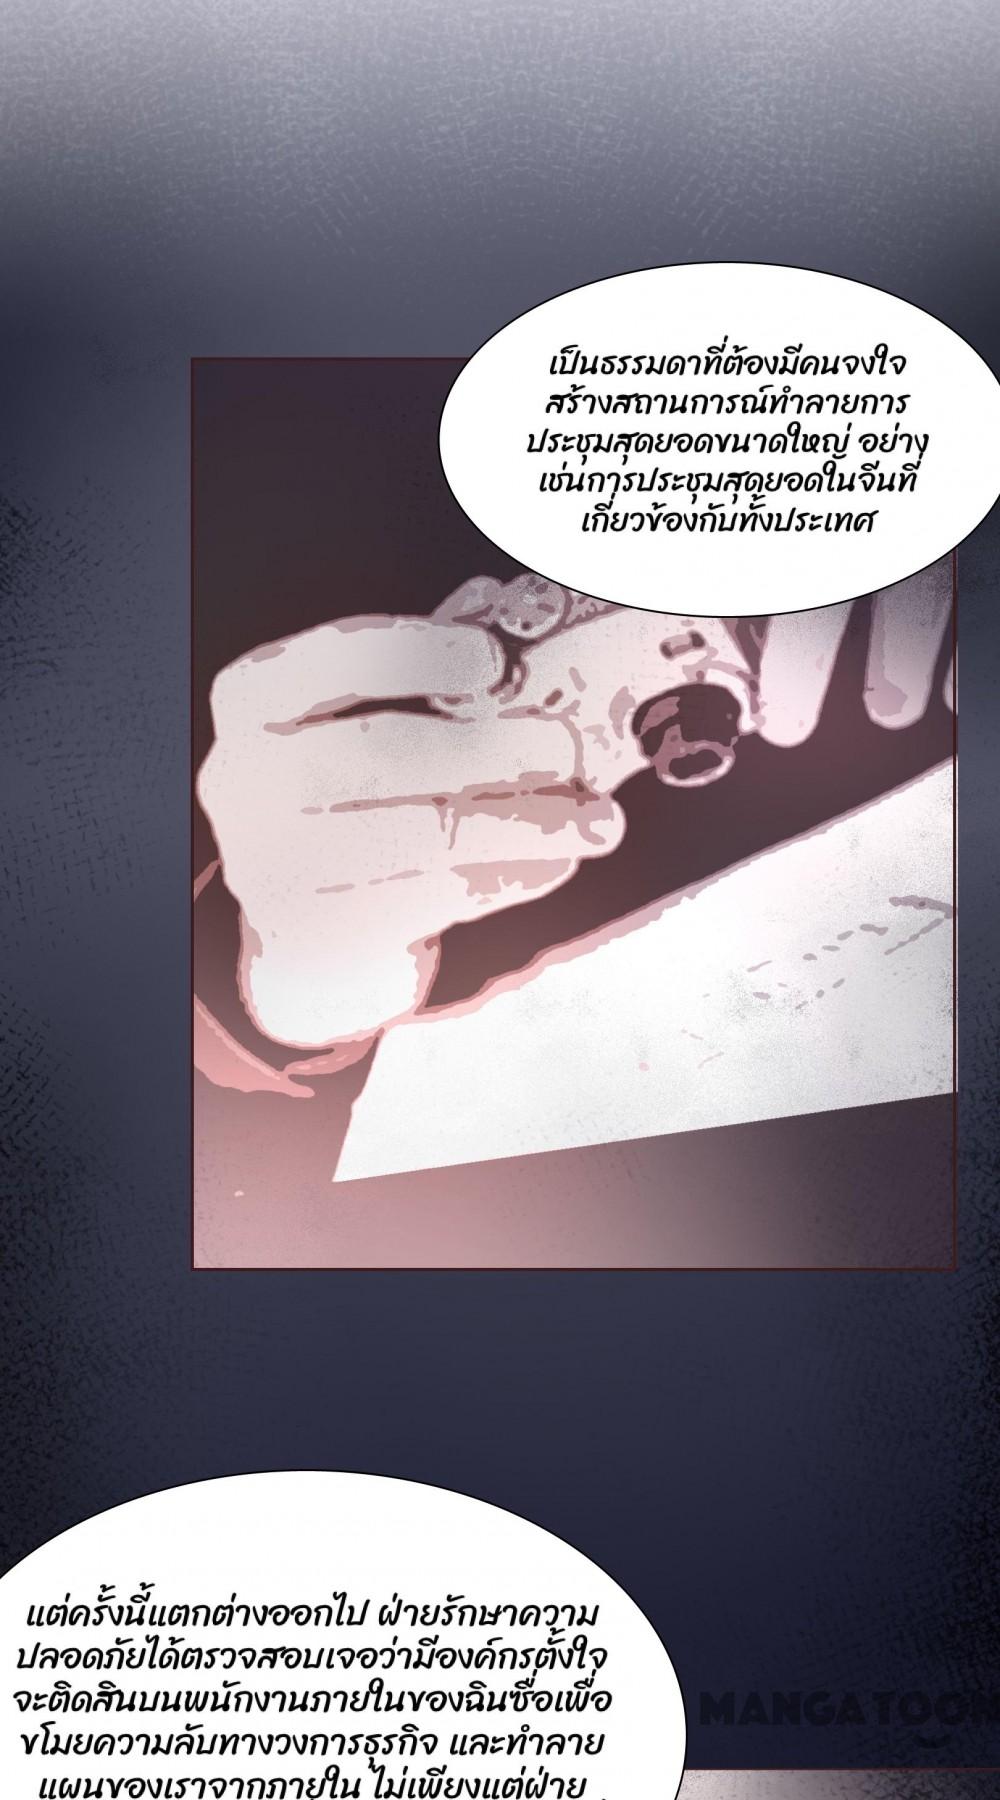 เป็นธรรมดาที่ต้องมีคนจงใจ
สร้างสถานการณ์ทำลายการ
ประชุมสุดยอดขนาดใหญ่ อย่าง
เช่นการประชุมสุดยอดในจีนที่
เกี่ยวข้องกับทั้งประเทศ
แต่ครั้งนี้แตกต่างออกไป ฝ่ายรักษาความ
ปลอดภัยได้ตรวจสอบเจอว่ามีองค์กรตั้งใจ
จะติดสินบนพนักงานภายในของฉินซื่อเพื่อ
ขโมยความลับทางวงการธุรกิจ และทำลาย
แผนของเราจากภายใน ไม่เพียงแต่ฝ่าย
MANGATOON